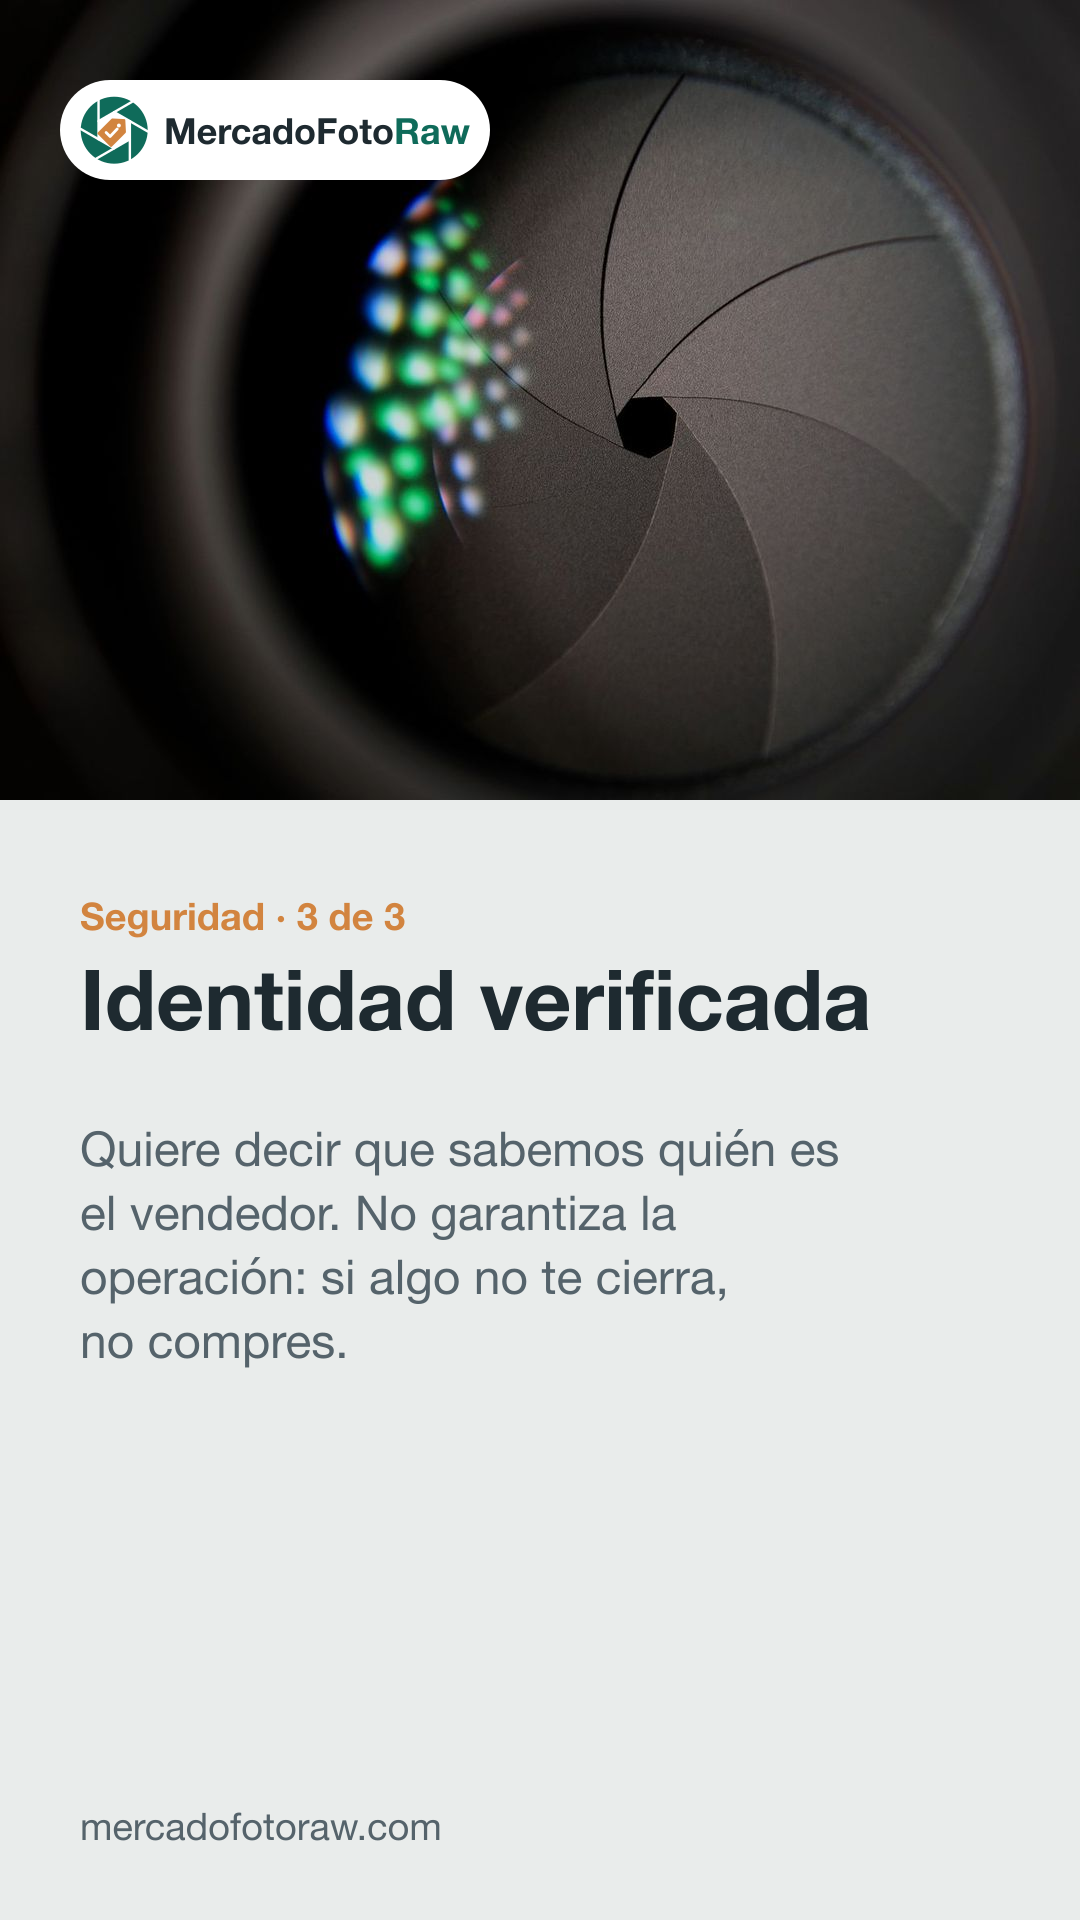 MercadoFotoRaw
Seguridad · 3 de 3
Identidad verificada
Quiere decir que sabemos quién es
el vendedor. No garantiza la
operación: si algo no te cierra,
no compres.
mercadofotoraw.com